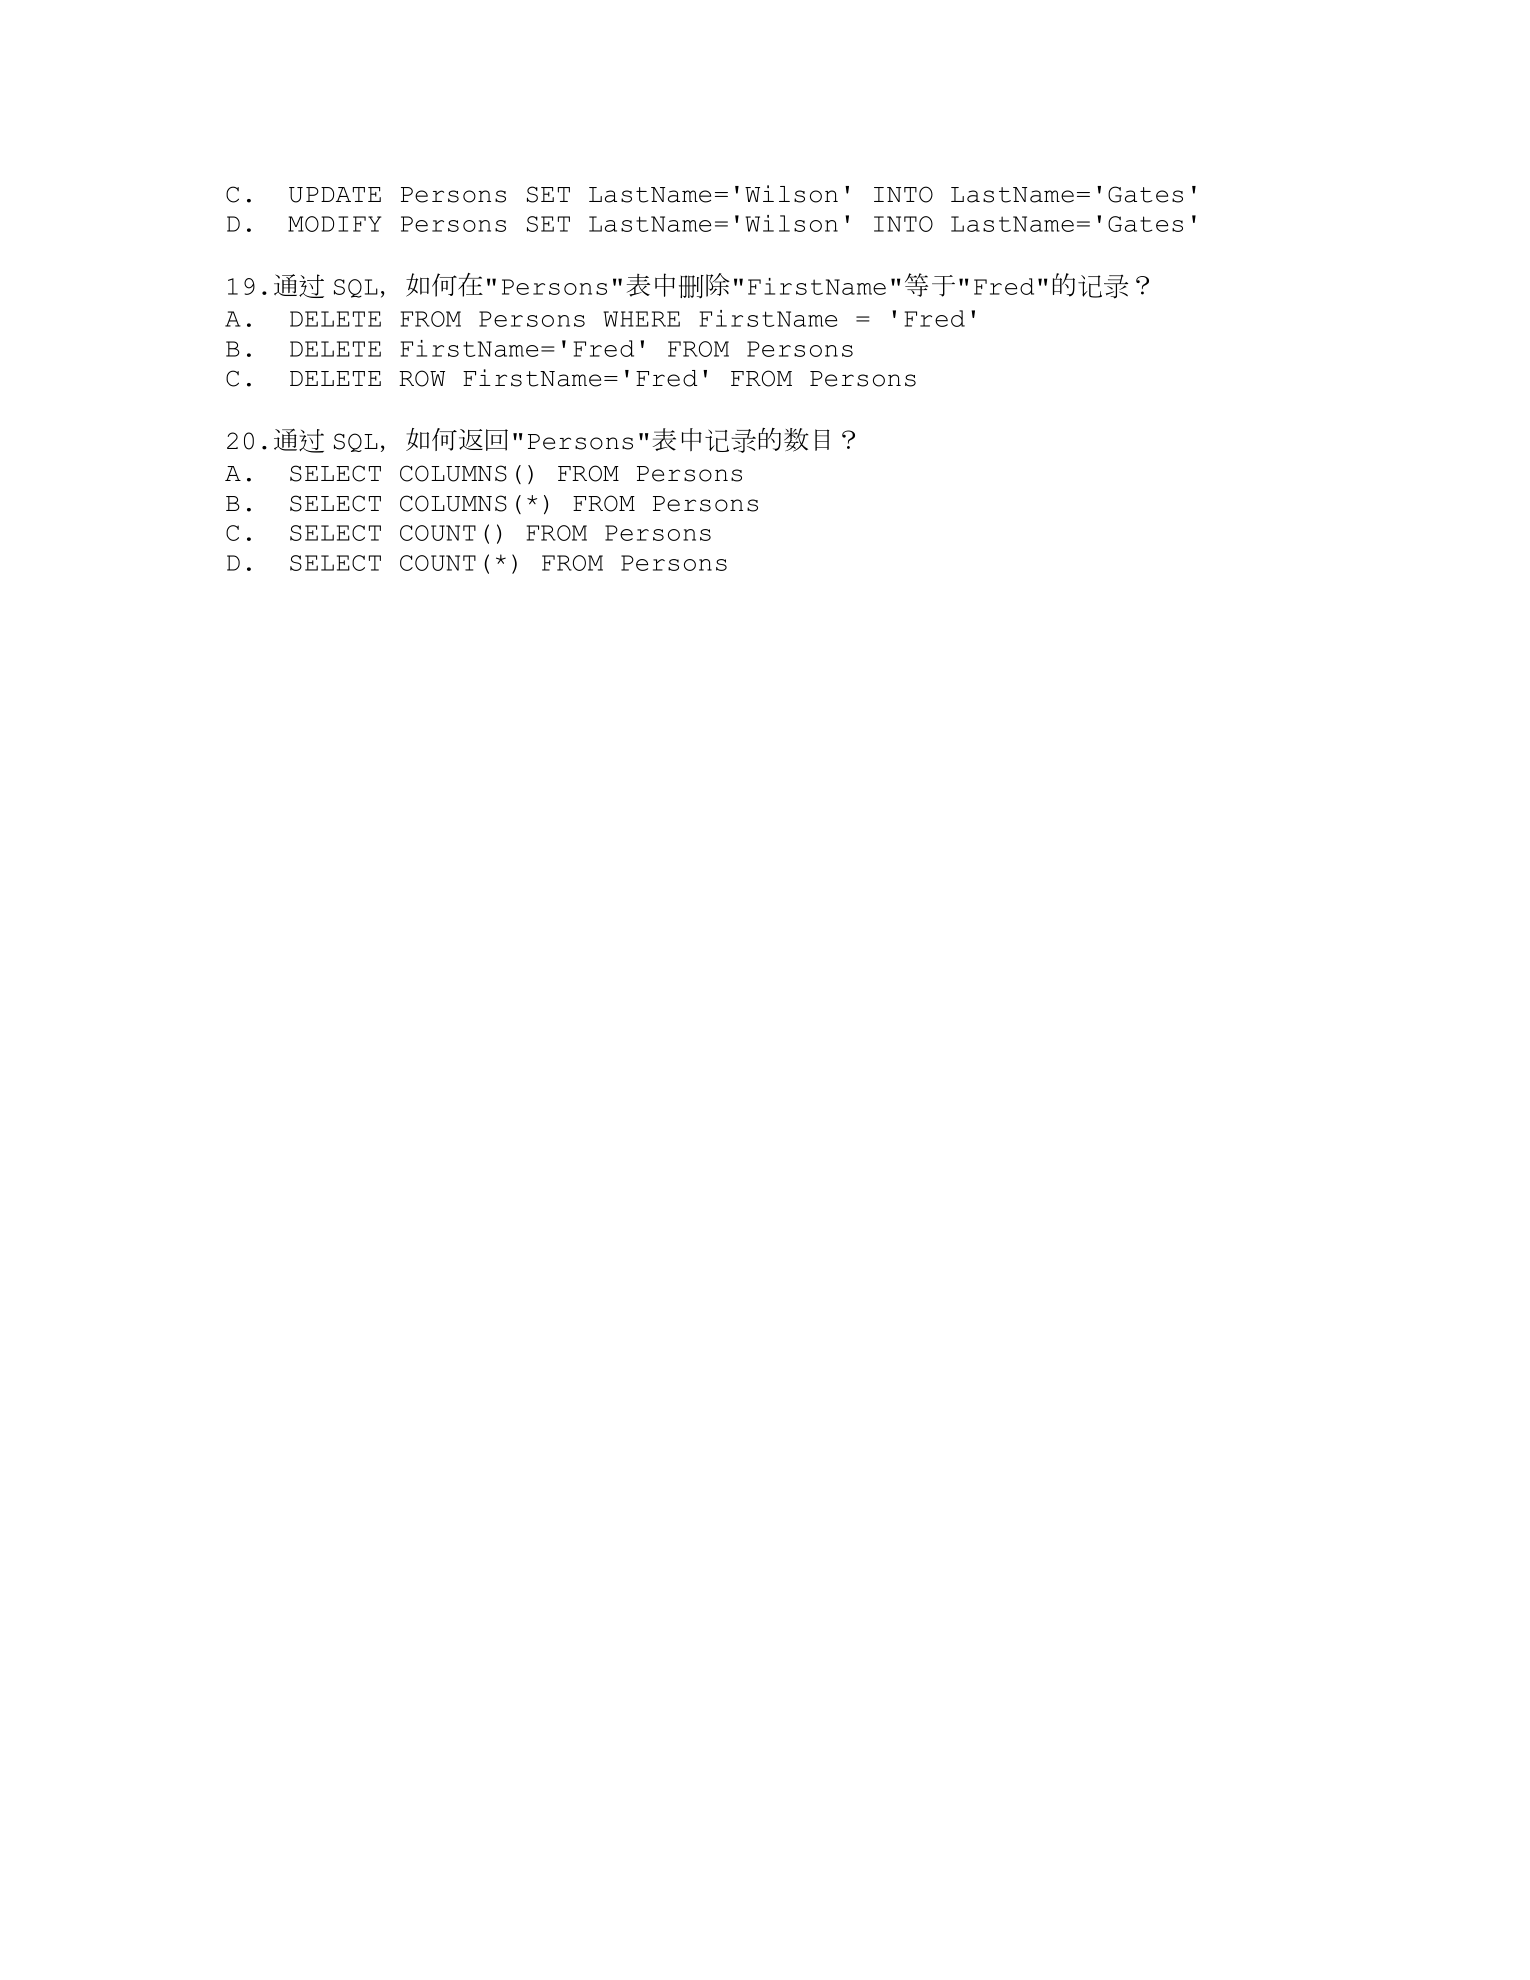 C.  UPDATE Persons SET LastName='Wilson' INTO LastName='Gates'
D.  MODIFY Persons SET LastName='Wilson' INTO LastName='Gates'
19.通过 SQL，如何在"Persons"表中删除"FirstName"等于"Fred"的记录？
A.  DELETE FROM Persons WHERE FirstName = 'Fred'
B.  DELETE FirstName='Fred' FROM Persons
C.  DELETE ROW FirstName='Fred' FROM Persons
20.通过 SQL，如何返回"Persons"表中记录的数目？
A.  SELECT COLUMNS() FROM Persons
B.  SELECT COLUMNS(*) FROM Persons
C.  SELECT COUNT() FROM Persons
D.  SELECT COUNT(*) FROM Persons